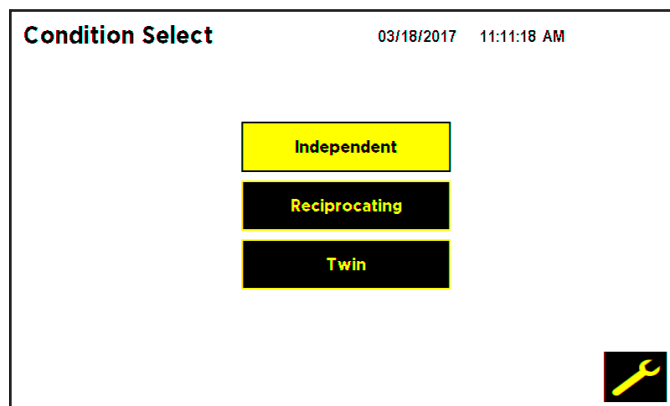 Condition Select 03/18/2017 11:11:18 AM
Independent
Reciprocating
Twin